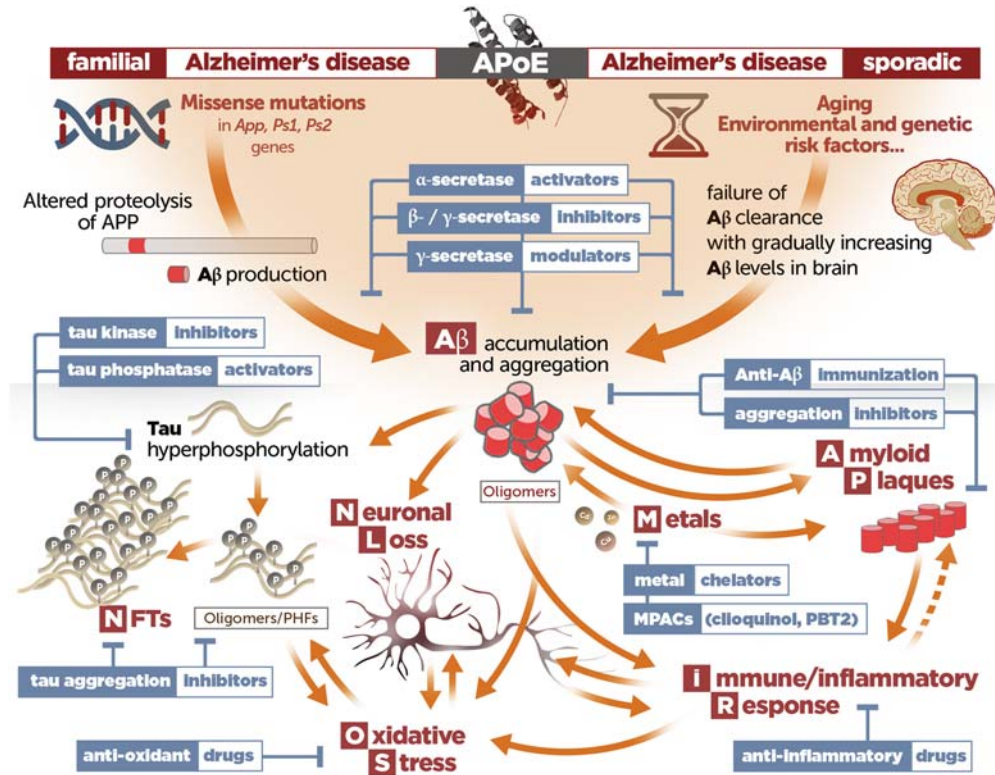 familial Alzheimer's disease APoE Alzheimer's disease sporadic
Missense mutations
in App, Ps1, Ps2
genes
Aging
Environmental and genetic
risk factors...
Altered proteolysis
of APP
Aβ production
α-secretase activators
β- / γ-secretase inhibitors
γ-secretase modulators
failure of
Aβ clearance
with gradually increasing
Aβ levels in brain
tau kinase inhibitors
tau phosphatase activators
Aβ accumulation
and aggregation
Anti-Aβ immunization
aggregation inhibitors
Tau
hyperphosphorylation
Oligomers
Amyloid
Plaques
Neuronal
Loss
Metals
metal chelators
MPACs (clioquinol, PBT2)
P P P P P P P P P P P P P P P
P P P P P P
NFTs
Oligomers/PHFs
tau aggregation inhibitors
immune/inflammatory
Response
Oxidative
Stress
anti-oxidant drugs
anti-inflammatory drugs